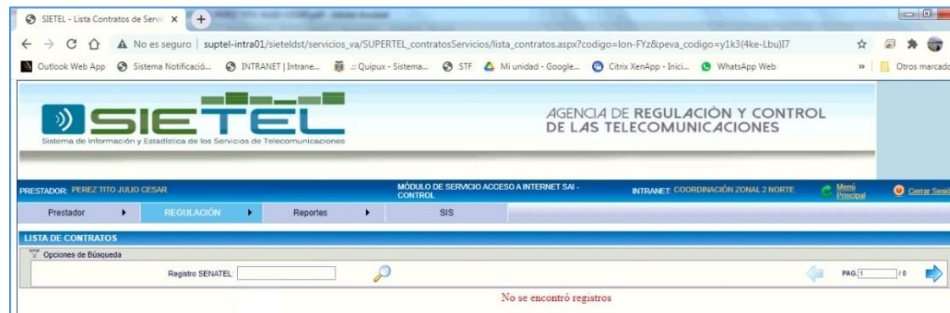 SIETEL - Lista Contratos de Servi
No es seguro | suptel-intra01/sieteldst/servicios_va/SUPERTEL_contratosServicios/lista_contratos.aspx?codigo=Ion-FYz&peva_codigo=y1k3(4ke-Lbu)I7
Outlook Web App Sistema Notificació... INTRANET | Intrane... .:: Quipux - Sistema... STF Mi unidad - Google... Citrix XenApp - Inici... WhatsApp Web » Otros marcado
SIETEL
Sistema de Información y Estadística de los Servicios de Telecomunicaciones
AGENCIA DE REGULACIÓN Y CONTROL
DE LAS TELECOMUNICACIONES
PRESTADOR: PEREZ TITO JULIO CESAR MÓDULO DE SERVICIO ACCESO A INTERNET SAI - CONTROL INTRANET: COORDINACIÓN ZONAL 2 NORTE Menú Principal Cerrar Sesió
Prestador REGULACIÓN Reportes SIS
LISTA DE CONTRATOS
Opciones de Búsqueda
Registro SENATEL: PAG. 1 / 0
No se encontró registros